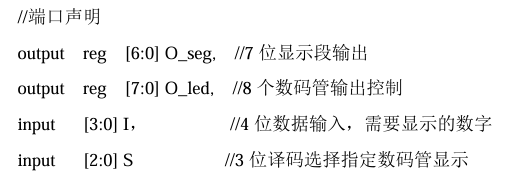 //端口声明
output reg [6:0] O_seg, //7 位显示段输出
output reg [7:0] O_led, //8 个数码管输出控制
input [3:0] I， //4 位数据输入，需要显示的数字
input [2:0] S //3 位译码选择指定数码管显示